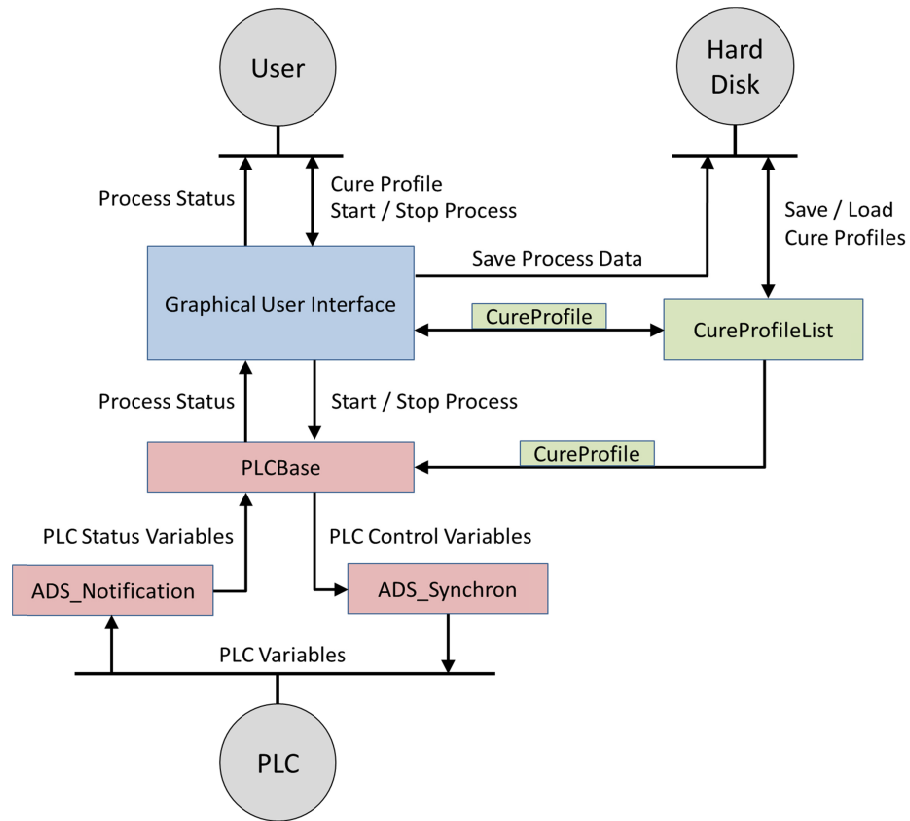 User
Hard
Disk
Process Status
Cure Profile
Start / Stop Process
Save / Load
Cure Profiles
Save Process Data
Graphical User Interface
CureProfile
CureProfileList
Process Status
Start / Stop Process
CureProfile
PLCBase
PLC Status Variables
PLC Control Variables
ADS_Notification
ADS_Synchron
PLC Variables
PLC